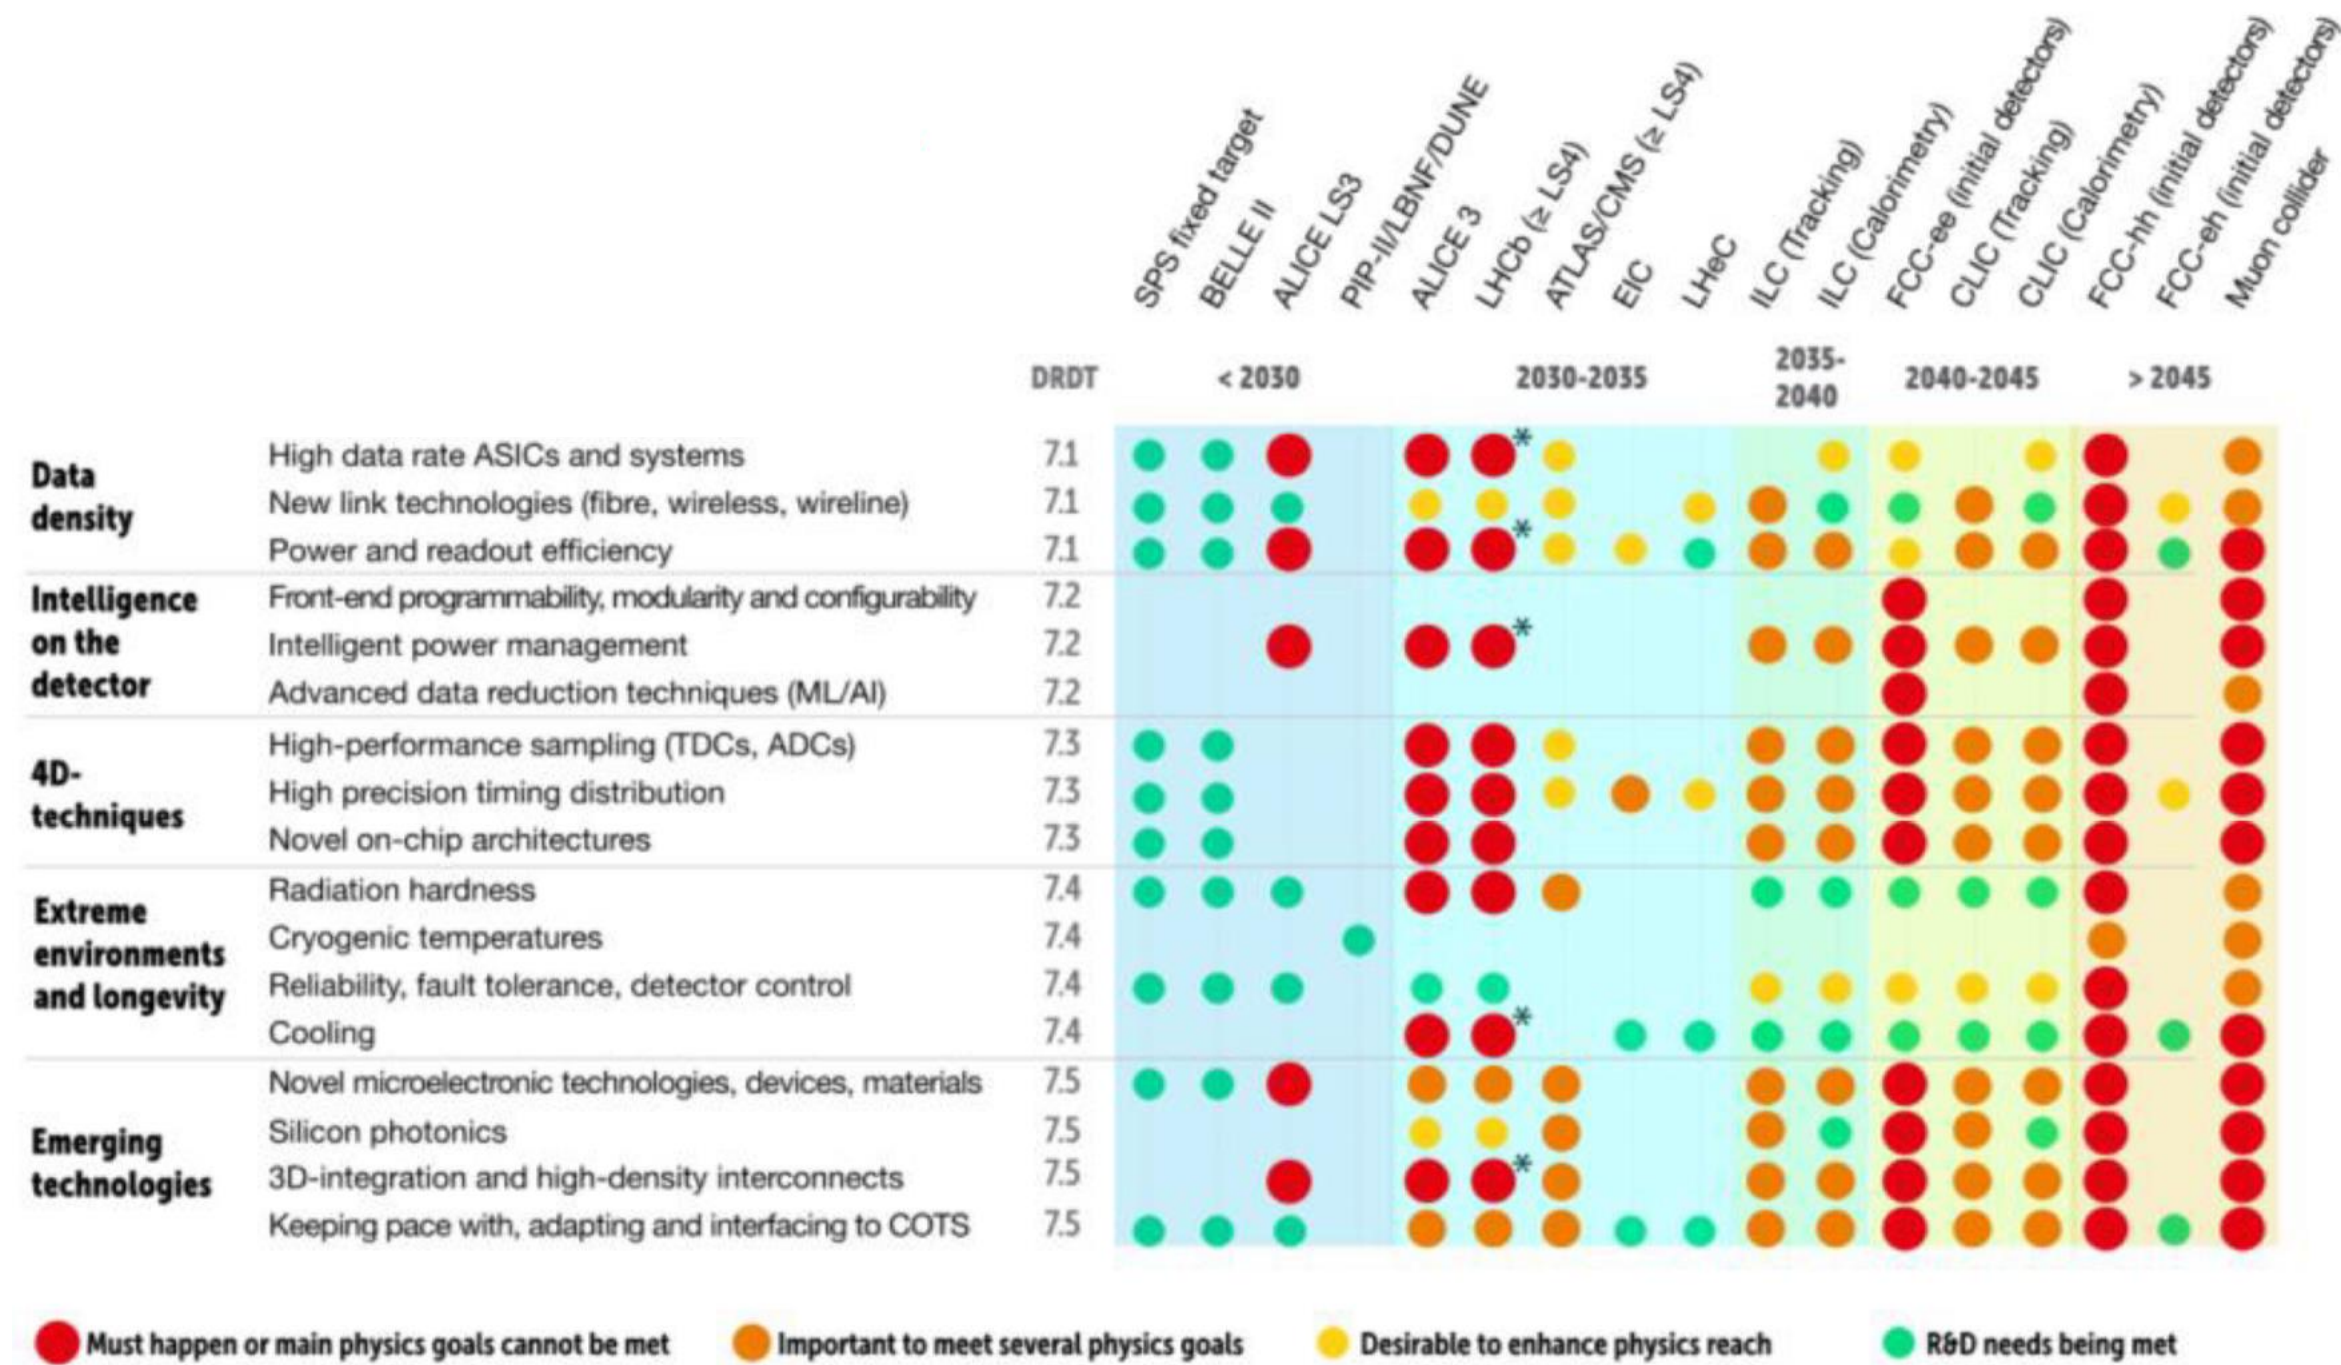 SPS fixed target
BELLE II
ALICE LS3
PIP-II/LBNF/DUNE
ALICE 3
LHCb (≥ LS4)
ATLAS/CMS (≥ LS4)
EIC
LHeC
ILC (Tracking)
ILC (Calorimetry)
FCC-ee (initial detectors)
CLIC (Tracking)
CLIC (Calorimetry)
FCC-hh (initial detectors)
FCC-eh (initial detectors)
Muon collider
DRDT < 2030 2030-2035 2035-
2040 2040-2045 > 2045
Data
density
High data rate ASICs and systems 7.1 *
New link technologies (fibre, wireless, wireline) 7.1
Power and readout efficiency 7.1 *
Intelligence
on the
detector
Front-end programmability, modularity and configurability 7.2
Intelligent power management 7.2 *
Advanced data reduction techniques (ML/AI) 7.2
4D-
techniques
High-performance sampling (TDCs, ADCs) 7.3
High precision timing distribution 7.3
Novel on-chip architectures 7.3
Extreme
environments
and longevity
Radiation hardness 7.4
Cryogenic temperatures 7.4
Reliability, fault tolerance, detector control 7.4
Cooling 7.4 *
Emerging
technologies
Novel microelectronic technologies, devices, materials 7.5
Silicon photonics 7.5
3D-integration and high-density interconnects 7.5 *
Keeping pace with, adapting and interfacing to COTS 7.5
Must happen or main physics goals cannot be met Important to meet several physics goals Desirable to enhance physics reach R&D needs being met